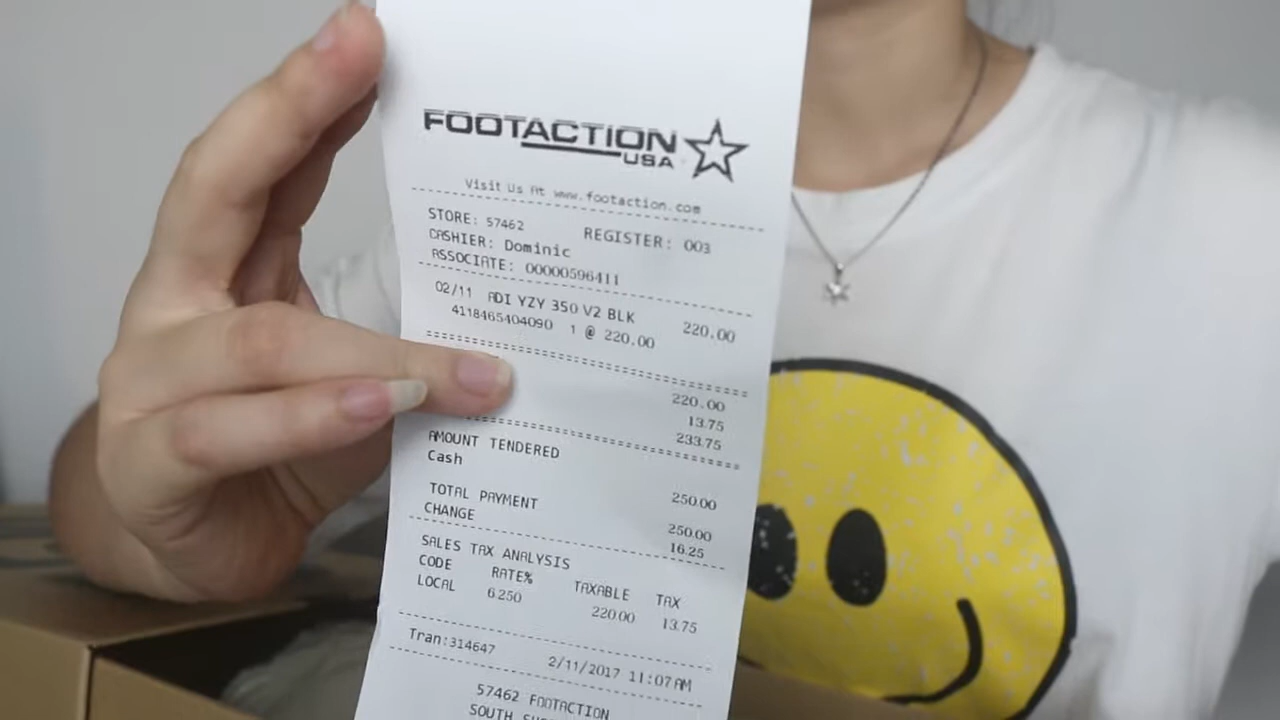 FOOTACTION
USA
Visit Us At www.footaction.com
STORE: 57462 REGISTER: 003
CASHIER: Dominic
ASSOCIATE: 00000596411
02/11 ADI YZY 350 V2 BLK 220.00
4118465404090 1 @ 220.00
220.00
13.75
233.75
AMOUNT TENDERED
Cash 250.00
TOTAL PAYMENT 250.00
CHANGE 16.25
SALES TAX ANALYSIS
CODE RATE% TAXABLE TAX
LOCAL 6.250 220.00 13.75
Tran:314647 2/11/2017 11:07AM
57462 FOOTACTION
SOUTH